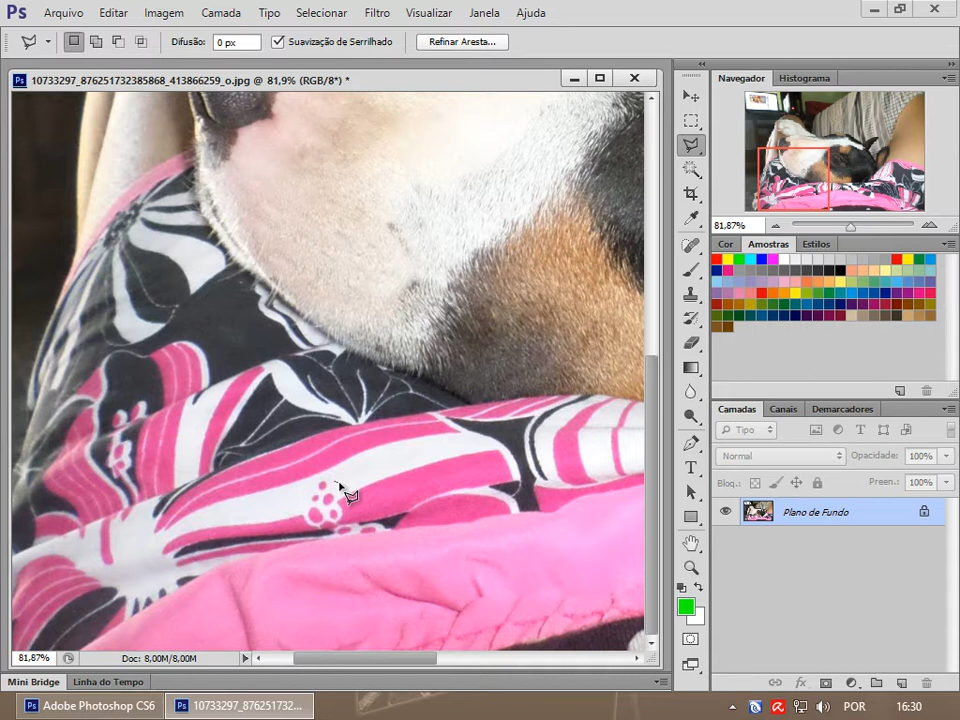 Ps Arquivo Editar Imagem Camada Tipo Selecionar Filtro Visualizar Janela Ajuda
Difusão: 0 px Suavização de Serrilhado Refinar Aresta...
Ps 10733297_876251732385868_413866259_o.jpg @ 81,9% (RGB/8*) *
Navegador Histograma
81,87%
Cor Amostras Estilos
Camadas Canais Demarcadores
Tipo
Normal Opacidade: 100%
Bloq.: Preen.: 100%
Plano de Fundo
81,87% Doc: 8,00M/8,00M
Mini Bridge Linha do Tempo
Ps Adobe Photoshop CS6 Ps 10733297_876251732... POR 16:30